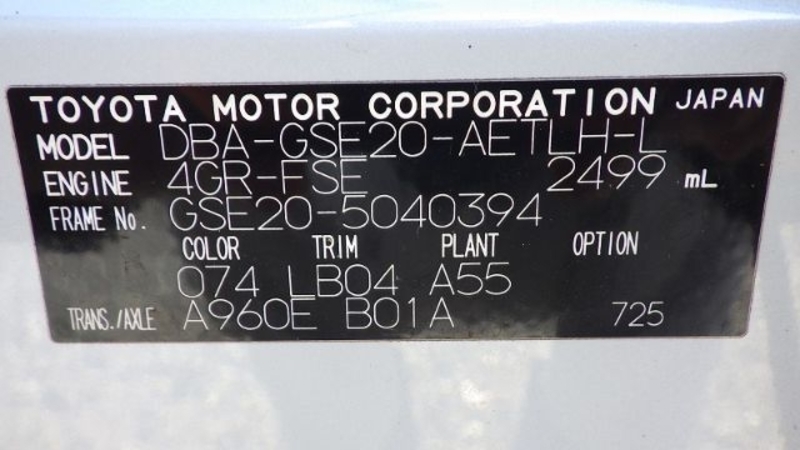 TOYOTA MOTOR CORPORATION JAPAN
MODEL DBA-GSE20-AETLH-L
ENGINE 4GR-FSE 2499 mL
FRAME No. GSE20-5040394
COLOR TRIM PLANT OPTION
074 LB04 A55
TRANS./AXLE A960E B01A 725